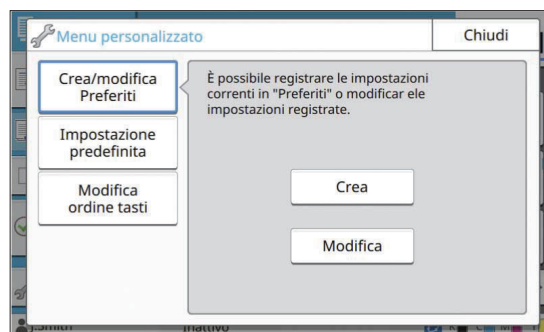 Menu personalizzato
Chiudi
Crea/modifica
Preferiti
È possibile registrare le impostazioni
correnti in "Preferiti" o modificar ele
impostazioni registrate.
Impostazione
predefinita
Modifica
ordine tasti
Crea
Modifica